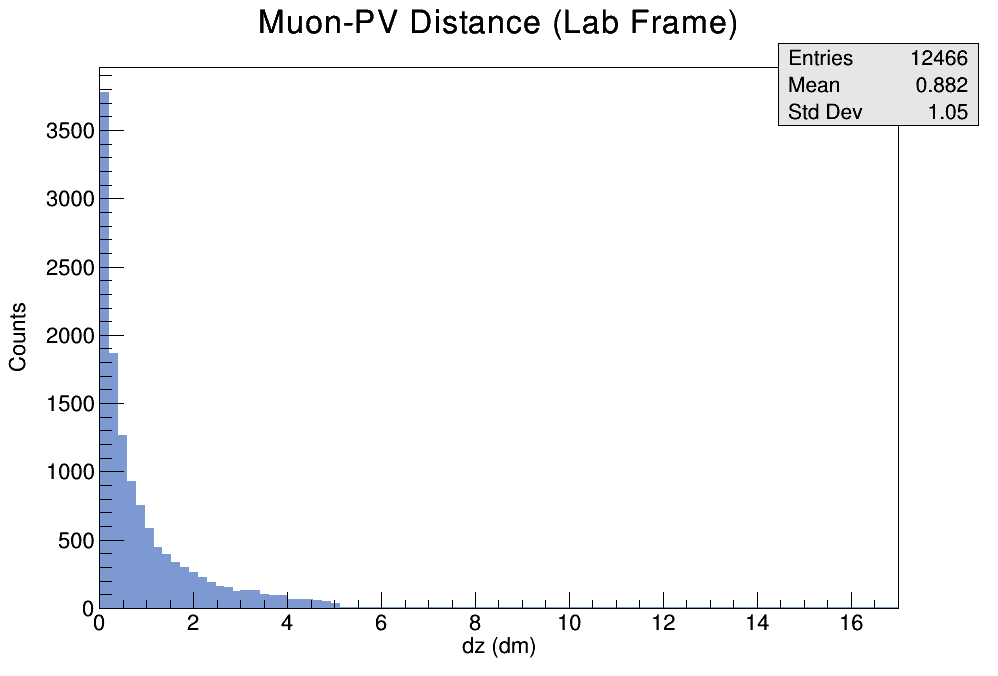 Muon-PV Distance (Lab Frame)
Entries 12466
Mean 0.882
Std Dev 1.05
Counts
3500
3000
2500
2000
1500
1000
500
0
0 2 4 6 8 10 12 14 16
dz (dm)